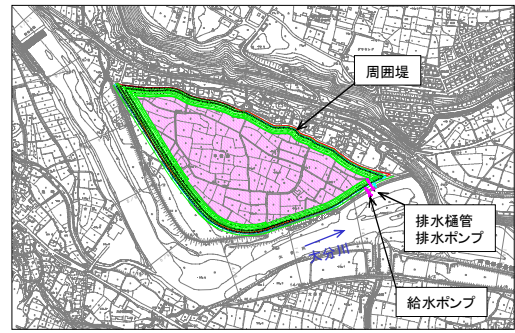 周囲堤
大分川
排水樋管
排水ポンプ
給水ポンプ